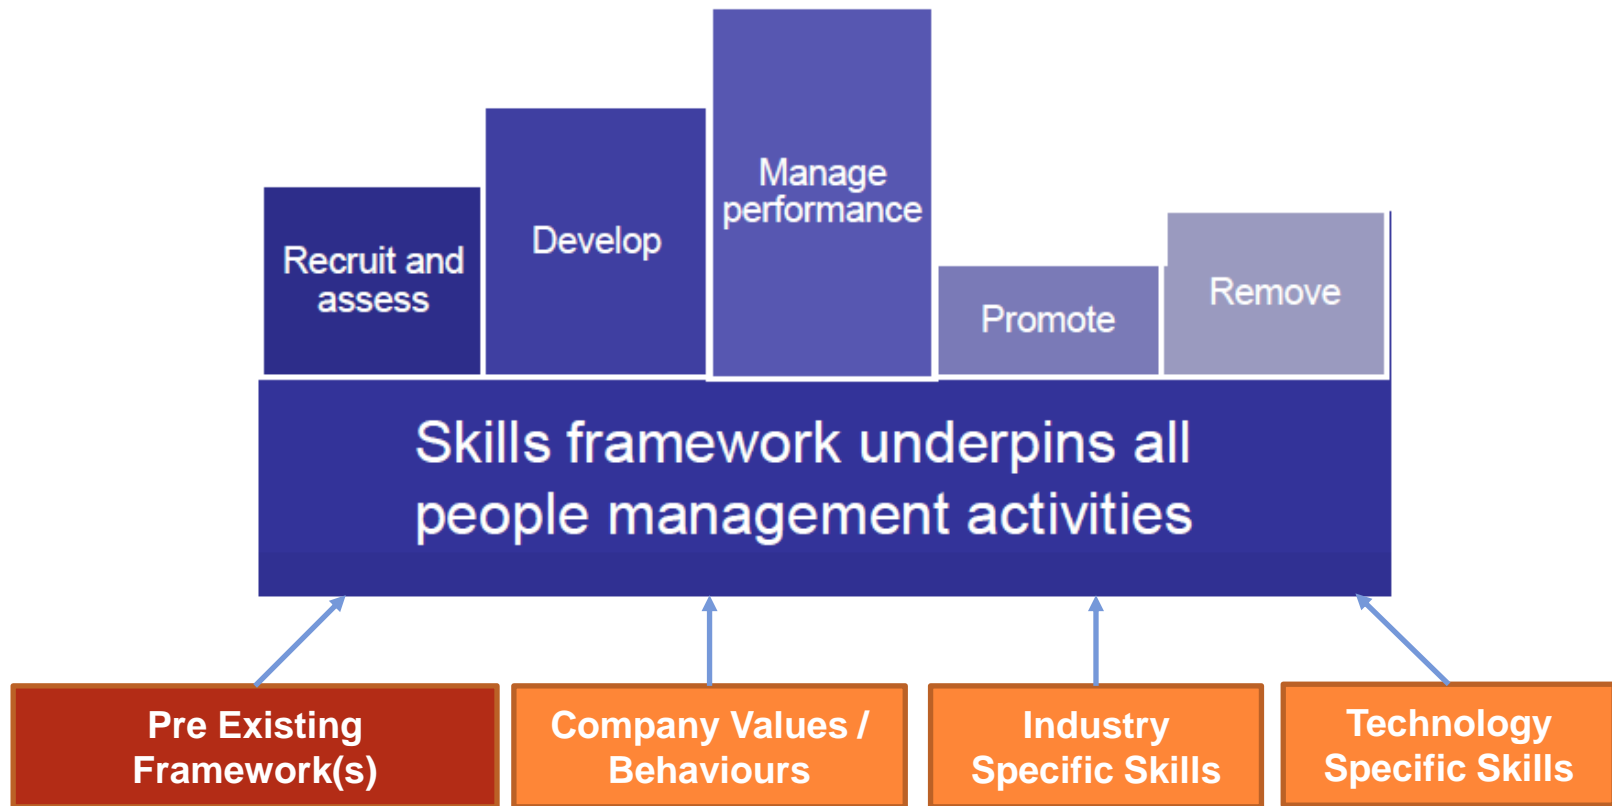 Recruit and
assess
Develop
Manage
performance
Promote
Remove
Skills framework underpins all
people management activities
Pre Existing
Framework(s)
Company Values /
Behaviours
Industry
Specific Skills
Technology
Specific Skills